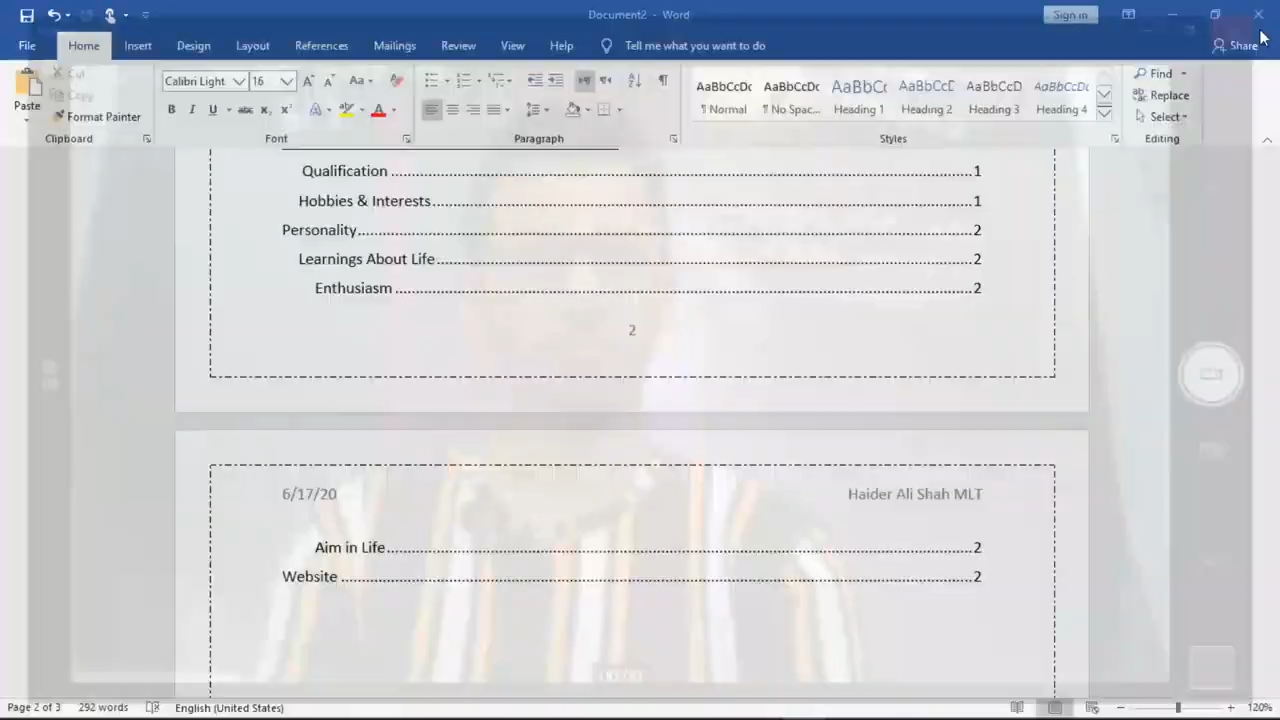 Document2 - Word
Sign in
File Home Insert Design Layout References Mailings Review View Help Tell me what you want to do Share
Paste
Cut
Copy
Format Painter
Clipboard
Calibri Light 16
Font
Paragraph
AaBbCcDc AaBbCcDc AaBbCc AaBbCcD AaBbCcD AaBbCcDc
¶ Normal ¶ No Spac... Heading 1 Heading 2 Heading 3 Heading 4
Styles
Find
Replace
Select
Editing
Qualification 1
Hobbies & Interests 1
Personality 2
Learnings About Life 2
Enthusiasm 2
2
6/17/20 Haider Ali Shah MLT
Aim in Life 2
Website 2
00:00
Page 2 of 3 292 words English (United States) 120%